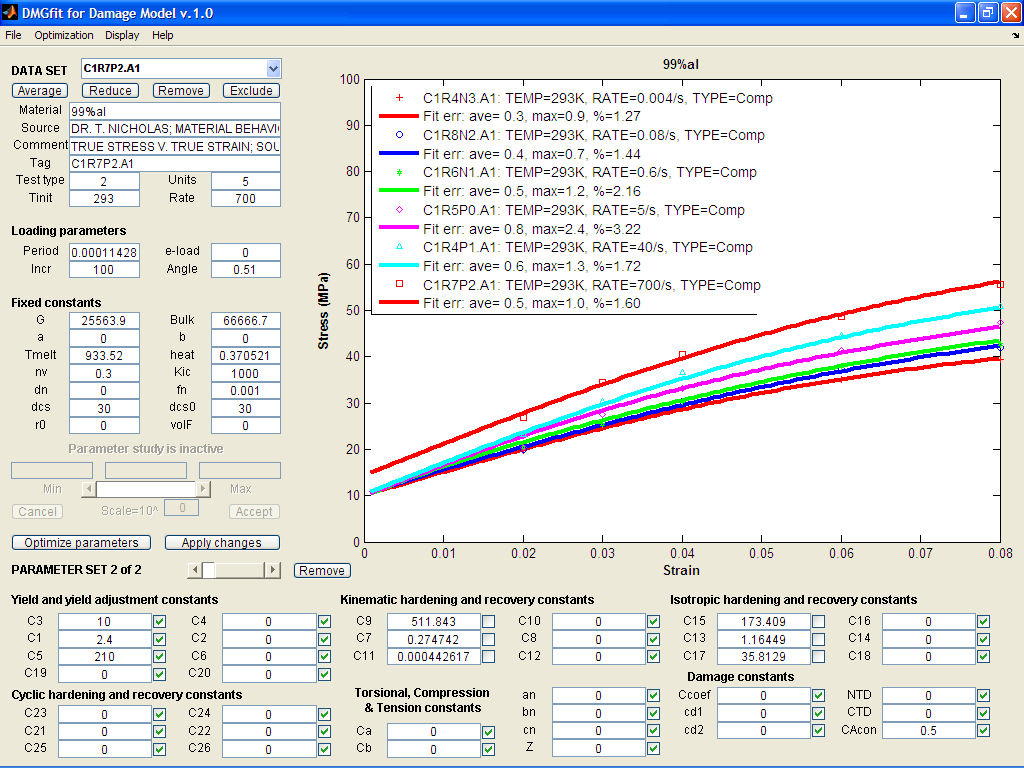 DMGfit for Damage Model v.1.0
File Optimization Display Help
DATA SET C1R7P2.A1
Average Reduce Remove Exclude
Material 99%al
Source DR. T. NICHOLAS; MATERIAL BEHAVI
Comment TRUE STRESS V. TRUE STRAIN; SOU
Tag C1R7P2.A1
Test type 2 Units 5
Tinit 293 Rate 700
Loading parameters
Period 0.00011428 e-load 0
Incr 100 Angle 0.51
Fixed constants
G 25563.9 Bulk 66666.7
a 0 b 0
Tmelt 933.52 heat 0.370521
nv 0.3 Kic 1000
dn 0 fn 0.001
dcs 30 dcs0 30
r0 0 volF 0
Parameter study is inactive
Min Max
Cancel Scale=10^ 0 Accept
Optimize parameters Apply changes
PARAMETER SET 2 of 2 Remove
99%al
C1R4N3.A1: TEMP=293K, RATE=0.004/s, TYPE=Comp
Fit err: ave= 0.3, max=0.9, %=1.27
C1R8N2.A1: TEMP=293K, RATE=0.08/s, TYPE=Comp
Fit err: ave= 0.4, max=0.7, %=1.44
C1R6N1.A1: TEMP=293K, RATE=0.6/s, TYPE=Comp
Fit err: ave= 0.5, max=1.2, %=2.16
C1R5P0.A1: TEMP=293K, RATE=5/s, TYPE=Comp
Fit err: ave= 0.8, max=2.4, %=3.22
C1R4P1.A1: TEMP=293K, RATE=40/s, TYPE=Comp
Fit err: ave= 0.6, max=1.3, %=1.72
C1R7P2.A1: TEMP=293K, RATE=700/s, TYPE=Comp
Fit err: ave= 0.5, max=1.0, %=1.60
100
90
80
70
60
50
40
30
20
10
0
Stress (MPa)
0 0.01 0.02 0.03 0.04 0.05 0.06 0.07 0.08
Strain
Yield and yield adjustment constants
C3 10 C4 0
C1 2.4 C2 0
C5 210 C6 0
C19 0 C20 0
Cyclic hardening and recovery constants
C23 0 C24 0
C21 0 C22 0
C25 0 C26 0
Kinematic hardening and recovery constants
C9 511.843 C10 0
C7 0.274742 C8 0
C11 0.000442617 C12 0
Torsional, Compression
& Tension constants
Ca 0
Cb 0
an 0
bn 0
cn 0
Z 0
Isotropic hardening and recovery constants
C15 173.409 C16 0
C13 1.16449 C14 0
C17 35.8129 C18 0
Damage constants
Ccoef 0 NTD 0
cd1 0 CTD 0
cd2 0 CAcon 0.5